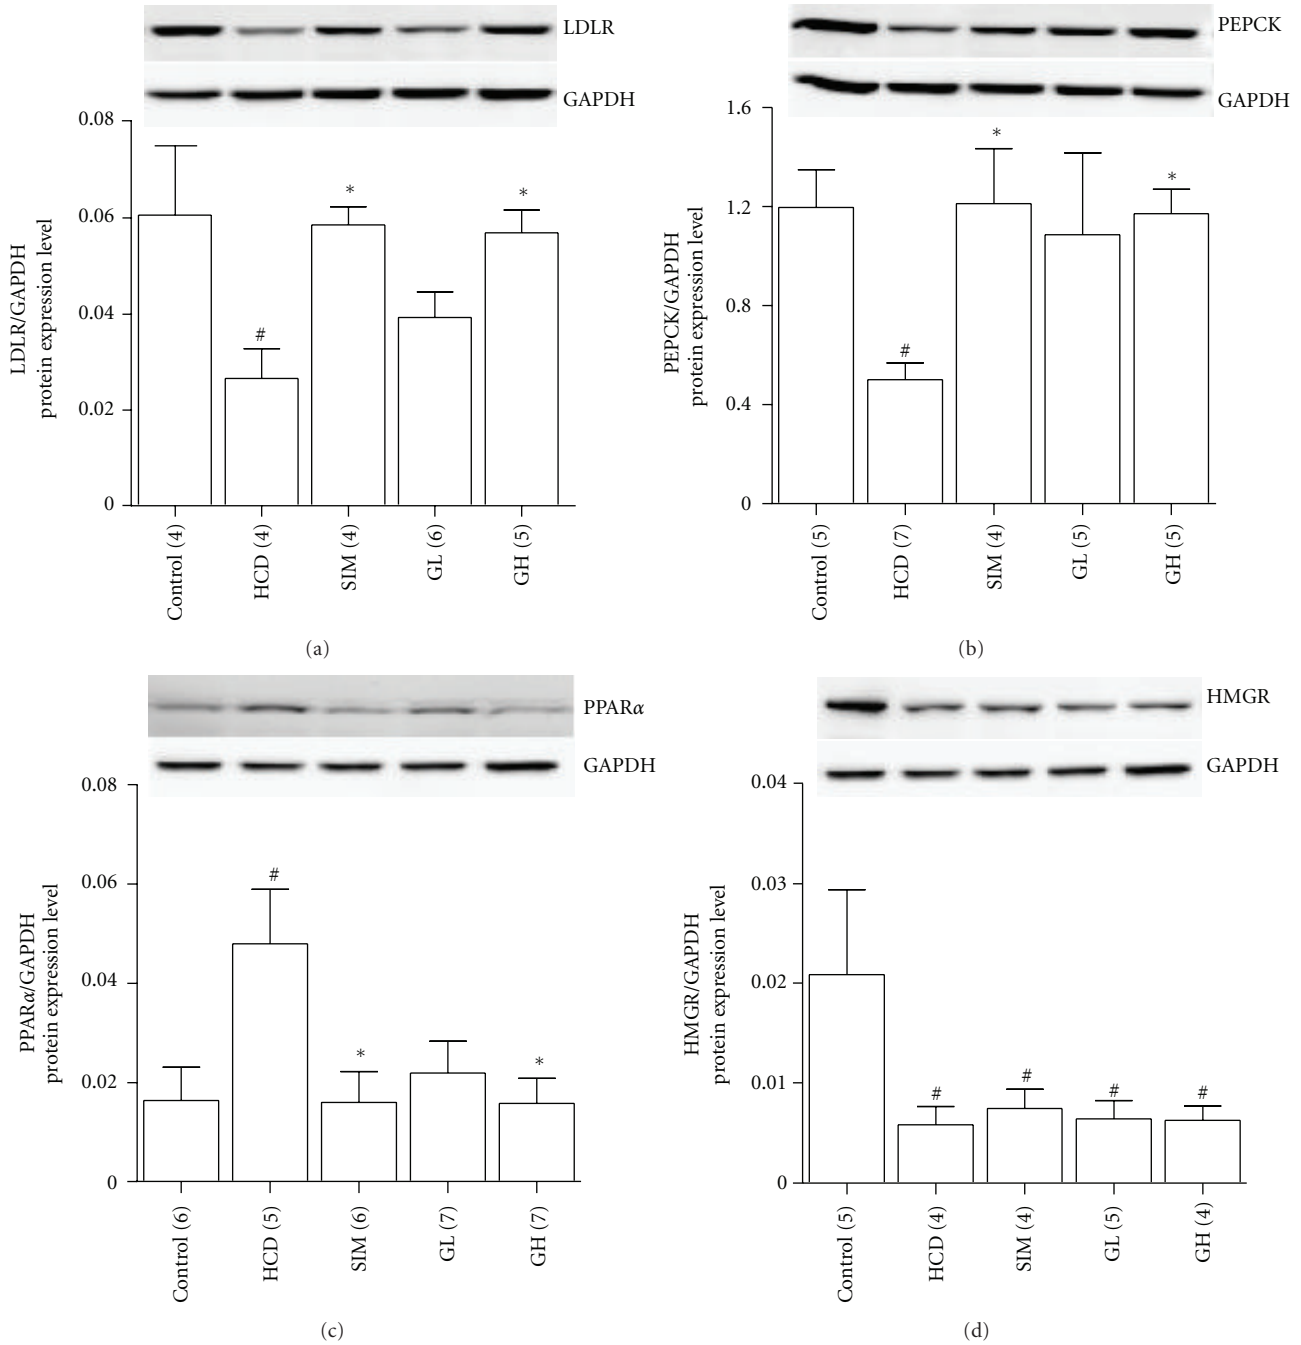 LDLR
GAPDH
0.08
0.06
0.04
0.02
0
LDLR/GAPDH
protein expression level
#
*
*
Control (4)
HCD (4)
SIM (4)
GL (6)
GH (5)
(a)
PEPCK
GAPDH
1.6
1.2
0.8
0.4
0
PEPCK/GAPDH
protein expression level
#
*
*
Control (5)
HCD (7)
SIM (4)
GL (5)
GH (5)
(b)
PPARα
GAPDH
0.08
0.06
0.04
0.02
0
PPARα/GAPDH
protein expression level
#
*
*
Control (6)
HCD (5)
SIM (6)
GL (7)
GH (7)
(c)
HMGR
GAPDH
0.04
0.03
0.02
0.01
0
HMGR/GAPDH
protein expression level
#
#
#
#
Control (5)
HCD (4)
SIM (4)
GL (5)
GH (4)
(d)